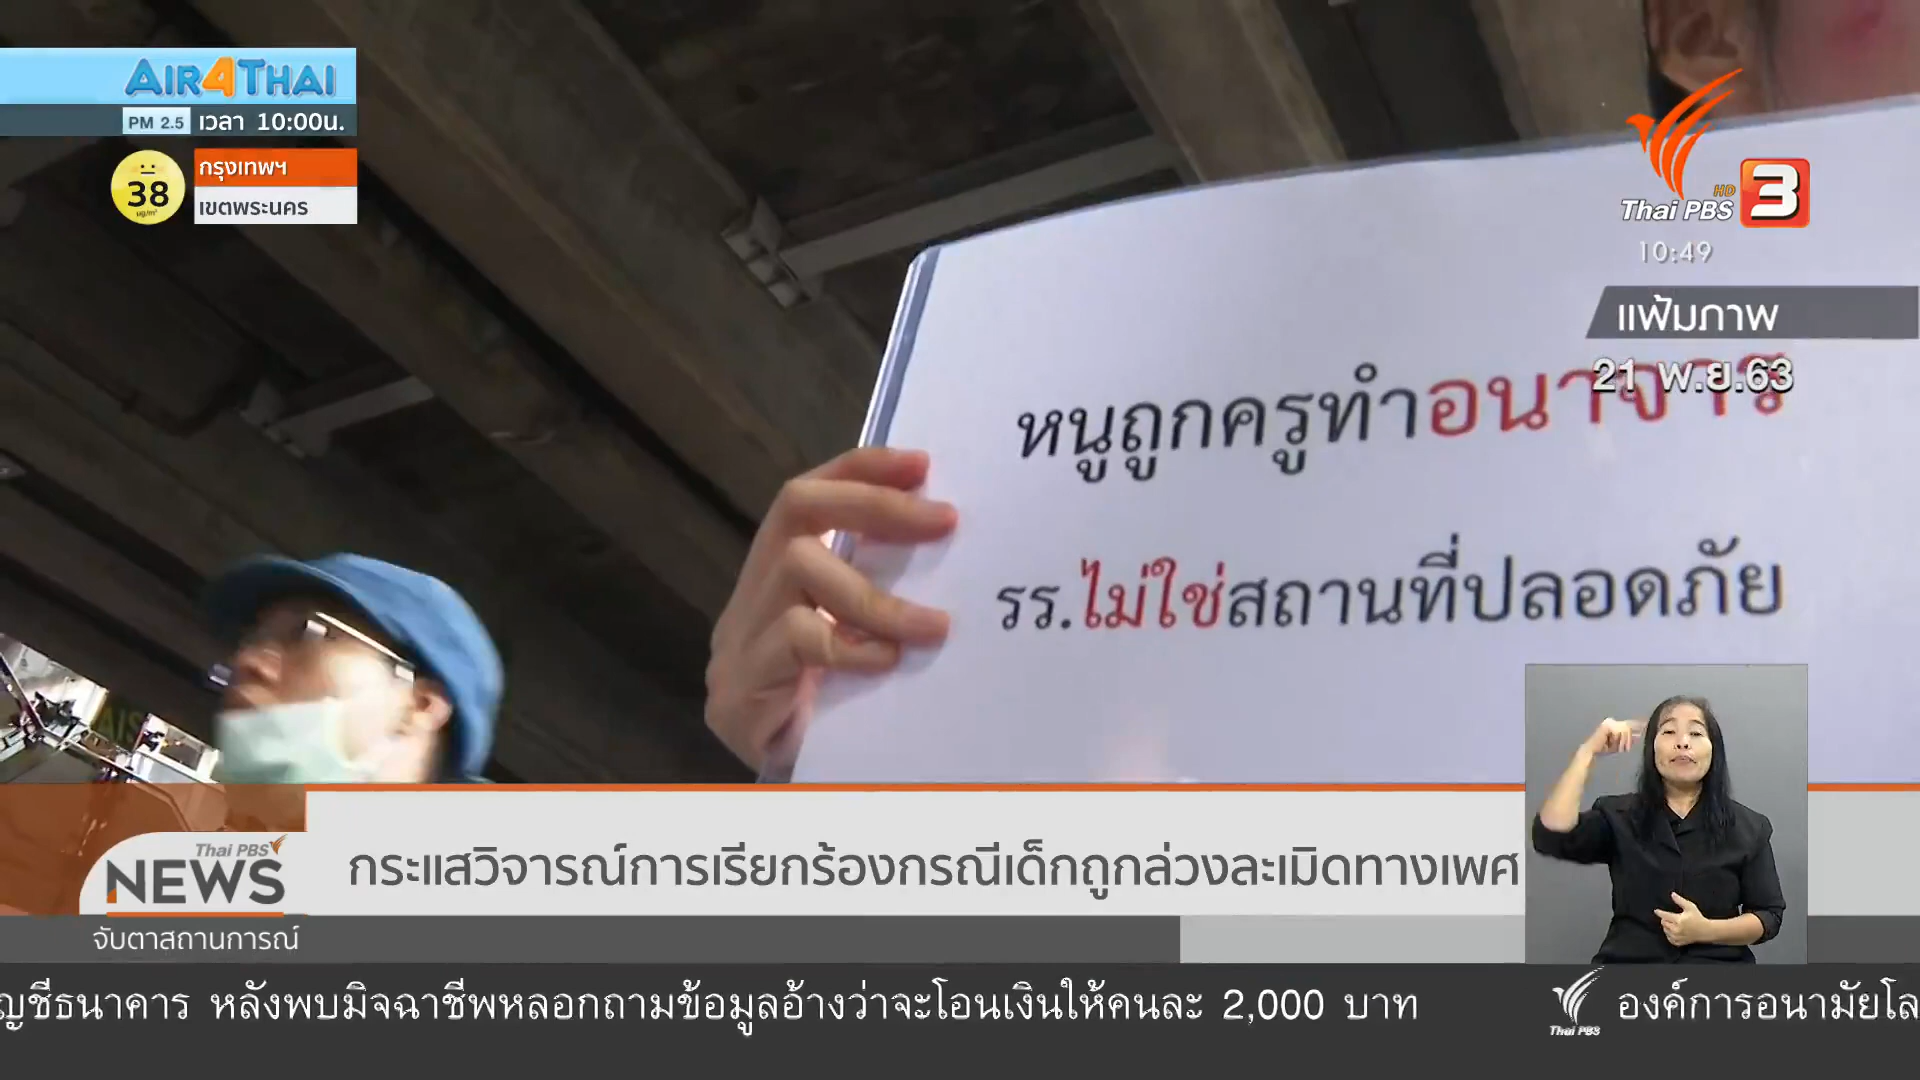 AIR4THAI
PM 2.5 เวลา 10:00น.
38
ug/m³
กรุงเทพฯ
เขตพระนคร
Thai PBS HD 3
10:49
แฟ้มภาพ
21 พ.ย.63
หนูถูกครูทำอนาจาร
รร.ไม่ใช่สถานที่ปลอดภัย
AIS
Thai PBS
NEWS
จับตาสถานการณ์
กระแสวิจารณ์การเรียกร้องกรณีเด็กถูกล่วงละเมิดทางเพศ
ญชีธนาคาร หลังพบมิจฉาชีพหลอกถามข้อมูลอ้างว่าจะโอนเงินให้คนละ 2,000 บาท
Thai PBS
องค์การอนามัยโล